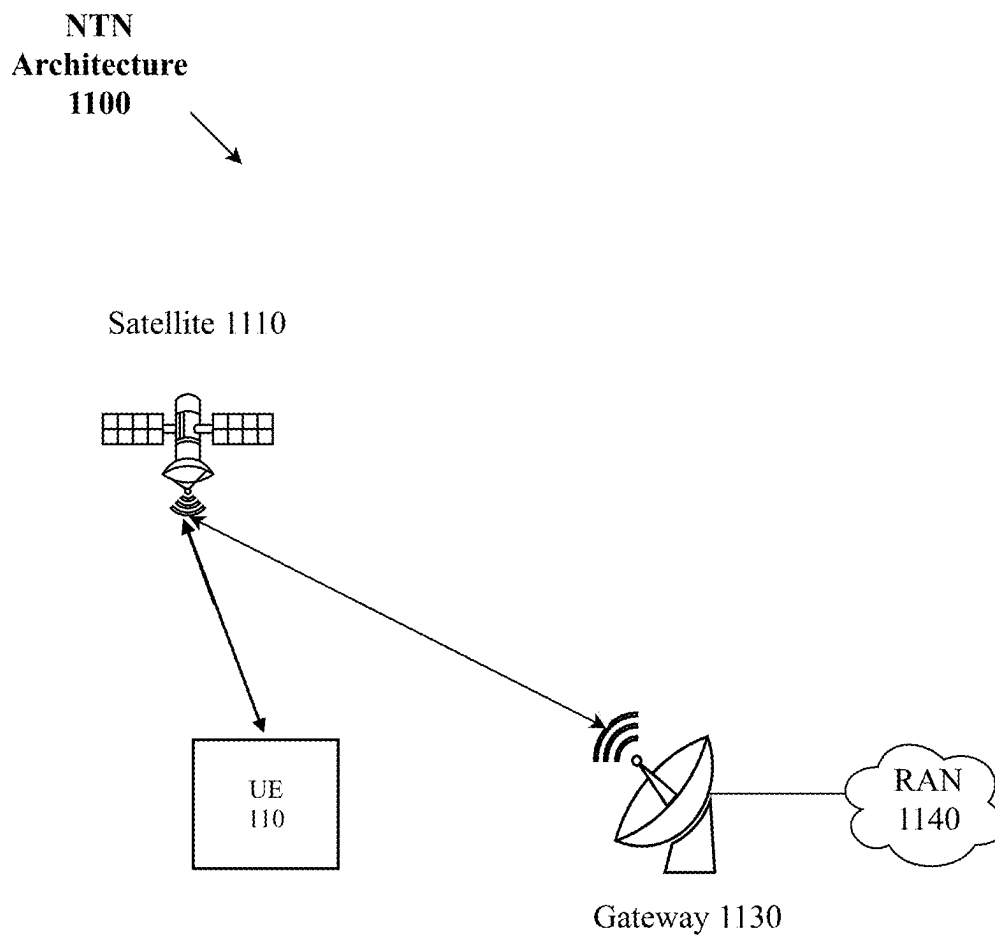 NTN
Architecture
1100
Satellite 1110
UE
110
RAN
1140
Gateway 1130